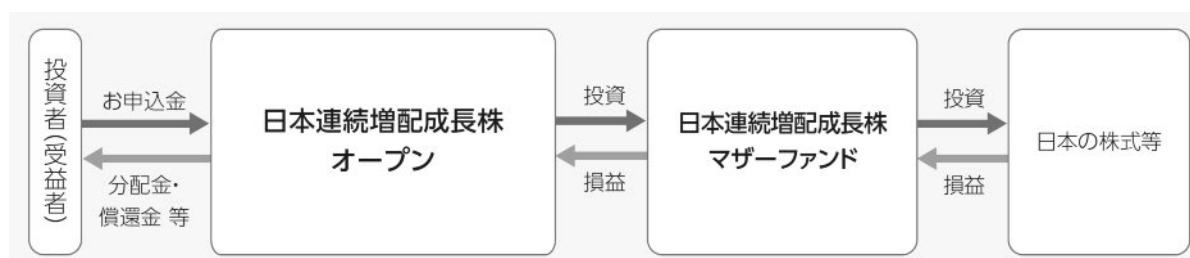 投資者(受益者)
お申込金
分配金・
償還金 等
日本連続増配成長株
オープン
投資
損益
日本連続増配成長株
マザーファンド
投資
損益
日本の株式等